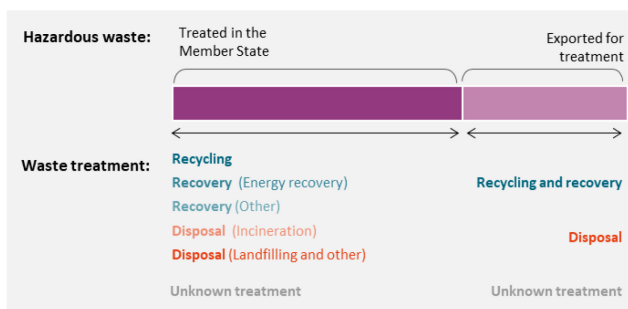 Hazardous waste:
Treated in the
Member State
Exported for
treatment
Waste treatment:
Recycling
Recovery (Energy recovery)
Recovery (Other)
Disposal (Incineration)
Disposal (Landfilling and other)
Unknown treatment
Recycling and recovery
Disposal
Unknown treatment